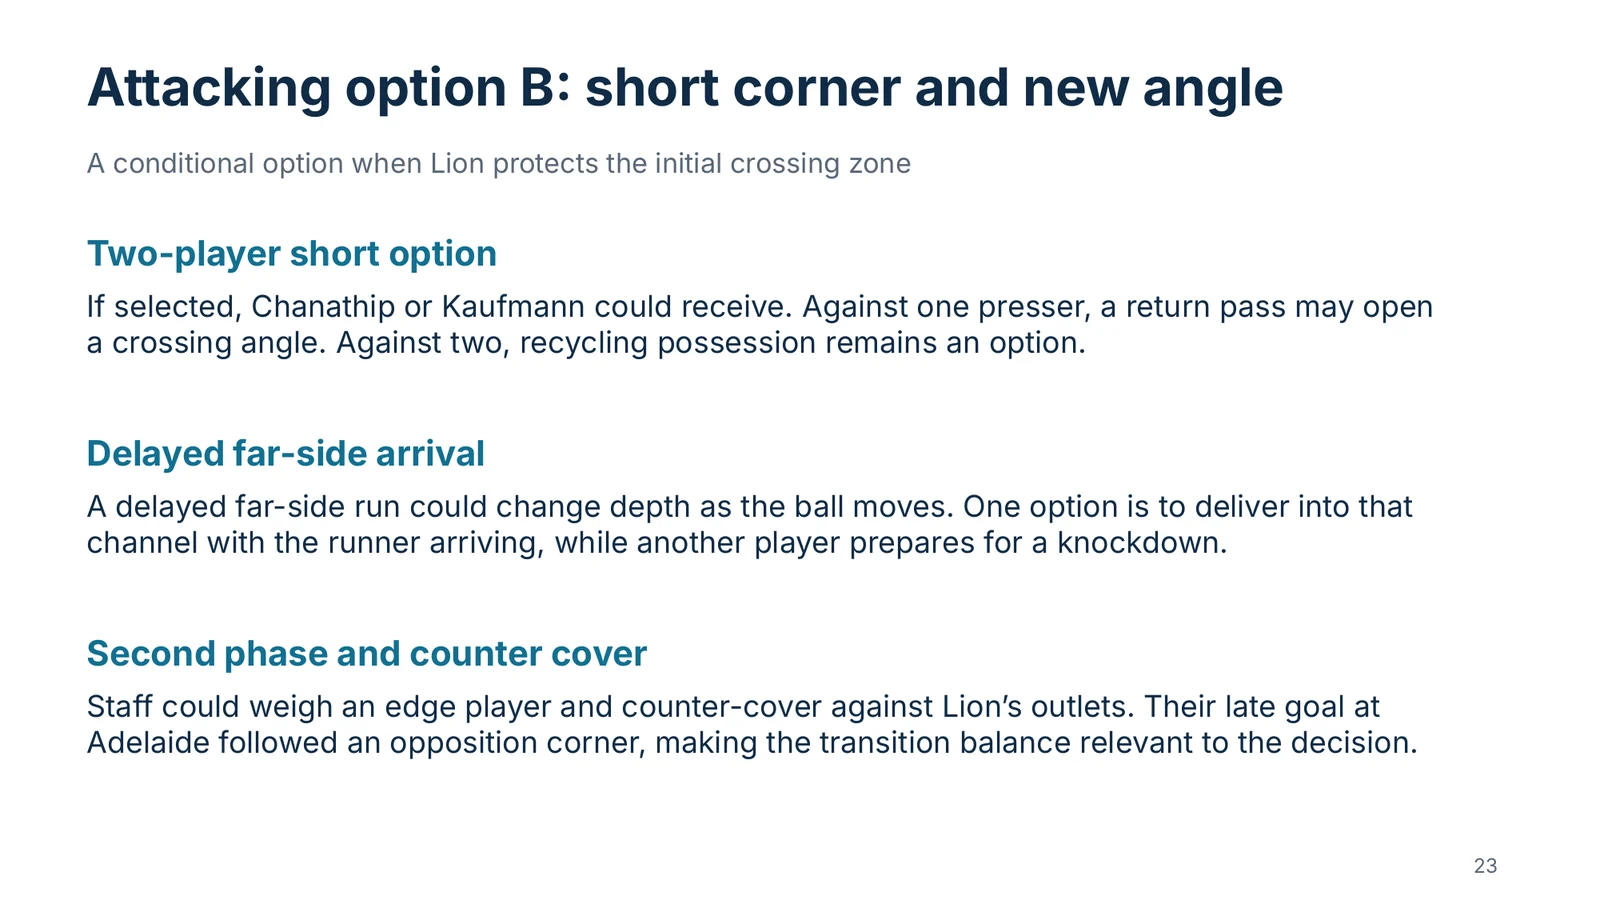 Attacking option B: short corner and new angle
A conditional option when Lion protects the initial crossing zone
Two-player short option
If selected, Chanathip or Kaufmann could receive. Against one presser, a return pass may open
a crossing angle. Against two, recycling possession remains an option.
Delayed far-side arrival
A delayed far-side run could change depth as the ball moves. One option is to deliver into that
channel with the runner arriving, while another player prepares for a knockdown.
Second phase and counter cover
Staff could weigh an edge player and counter-cover against Lion’s outlets. Their late goal at
Adelaide followed an opposition corner, making the transition balance relevant to the decision.
23